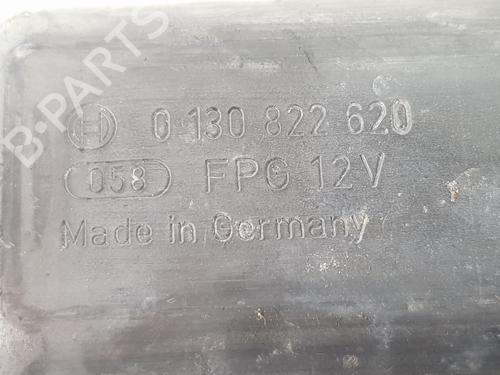 B-PARTS
0 130 822 620
058 FPG 12V
Made in Germany